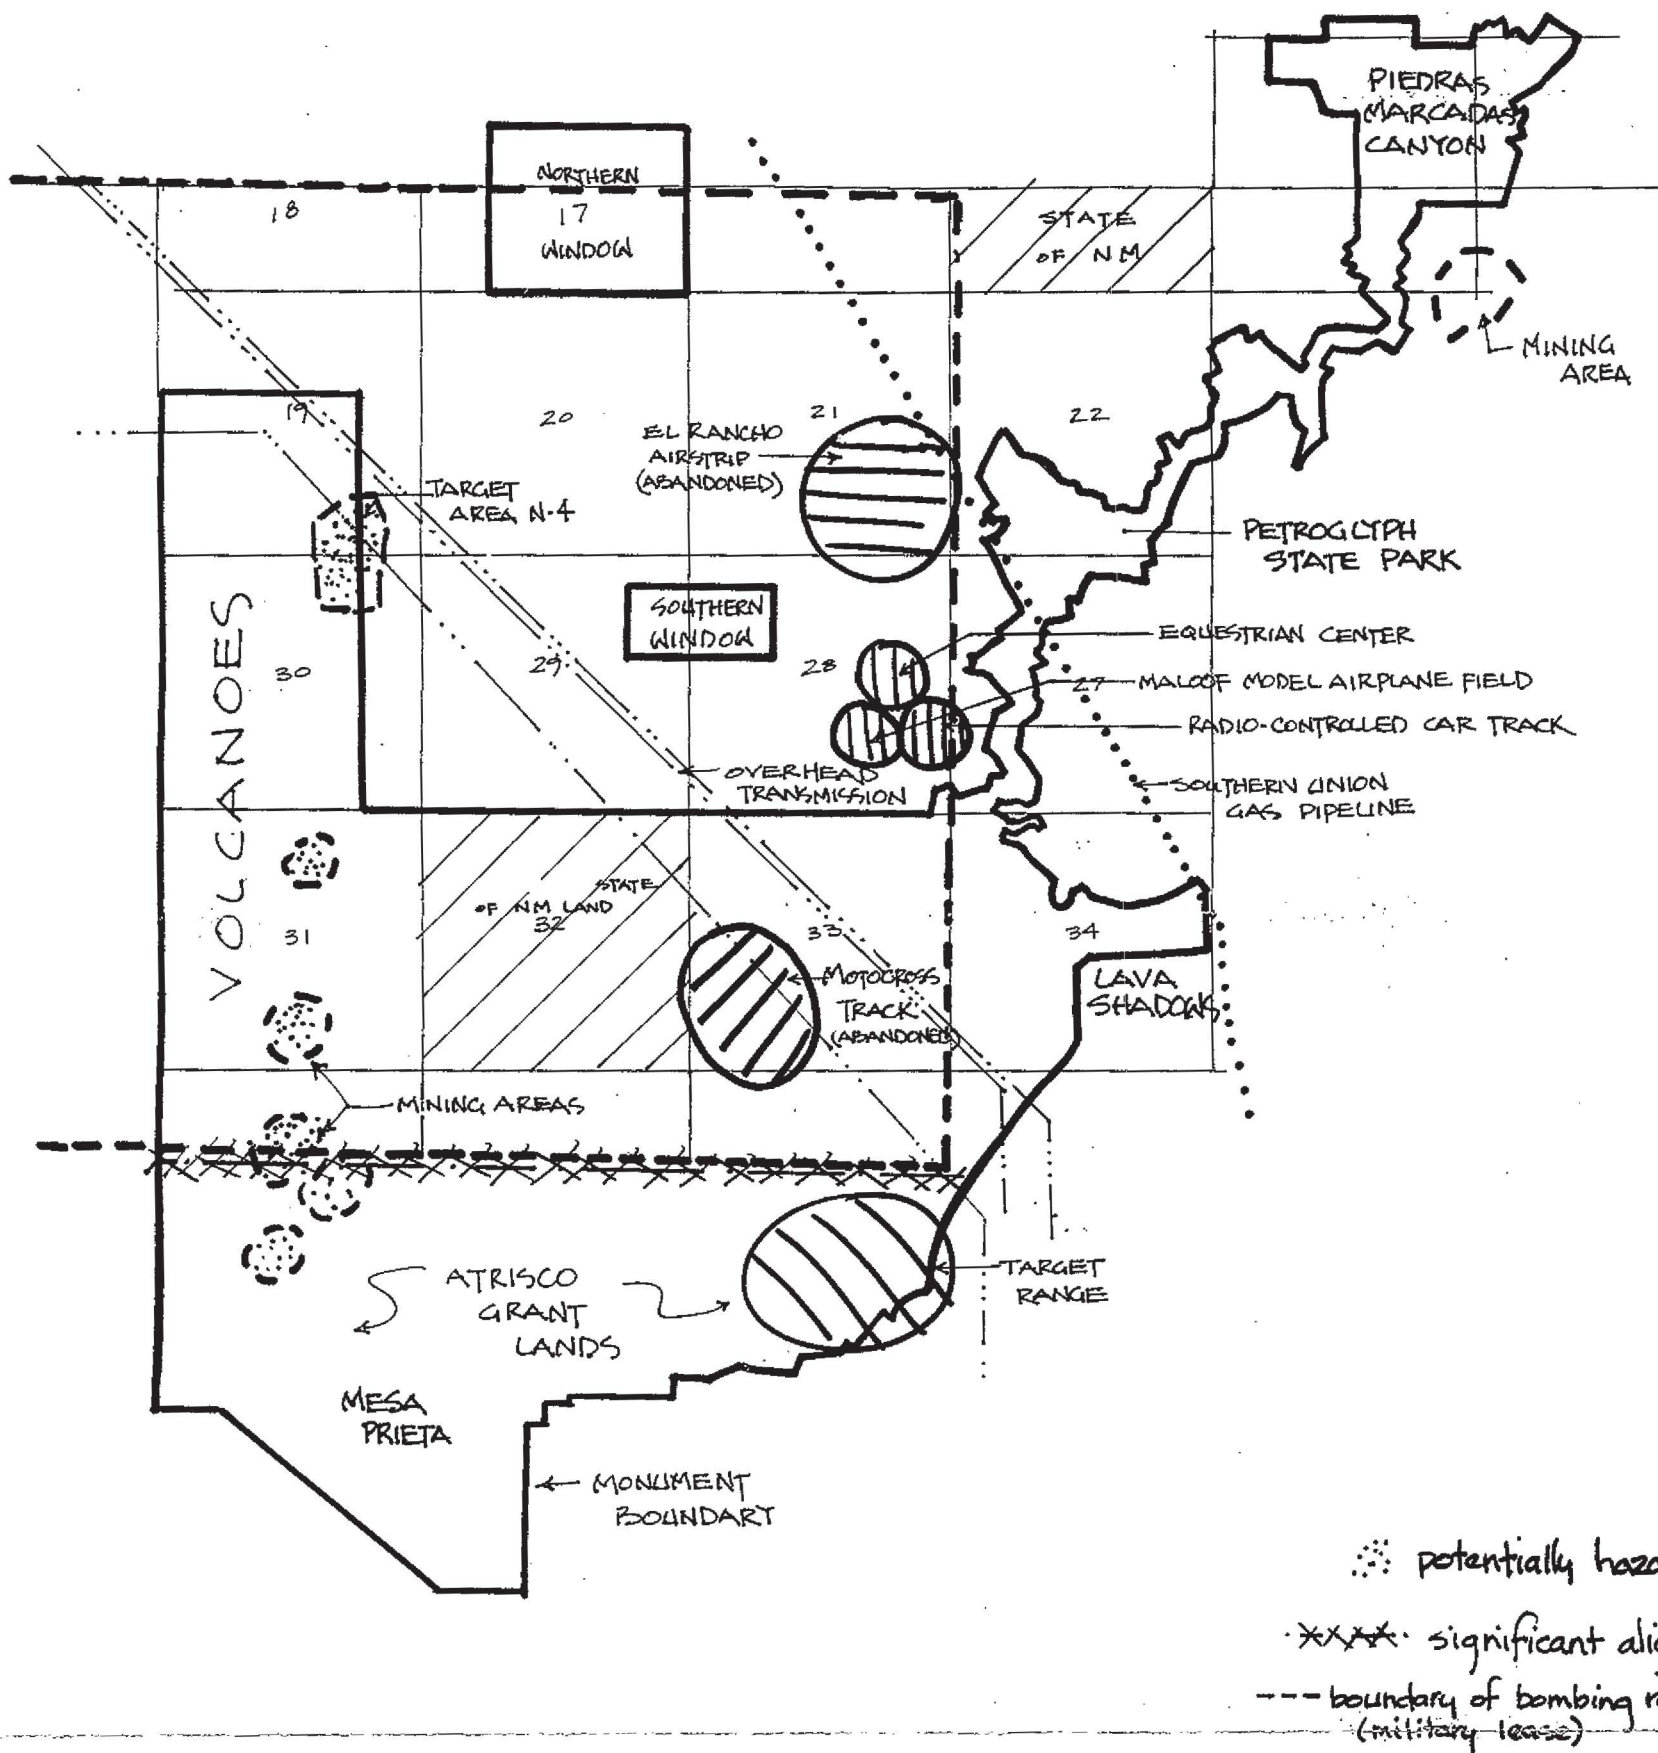 PIEDRAS
MARCADAS
CANYON
NORTHERN
18
17
WINDOW
STATE
OF NM
MINING
AREA
19
20
21
22
EL RANCHO
AIRSTRIP
(ABANDONED)
TARGET
AREA N-4
PETROGLYPH
STATE PARK
VOLCANOES
SOUTHERN
WINDOW
EQUESTRIAN CENTER
30
29
28
27
MALOOF MODEL AIRPLANE FIELD
RADIO-CONTROLLED CAR TRACK
OVERHEAD
TRANSMISSION
SOUTHERN UNION
GAS PIPELINE
STATE
OF NM LAND
31
32
33
34
MOTOCROSS
TRACK
(ABANDONED)
LAVA
SHADOWS
MINING AREAS
ATRISCO
GRANT
LANDS
TARGET
RANGE
MESA
PRIETA
MONUMENT
BOUNDARY
potentially
significant
boundary of bombing
(military lease)